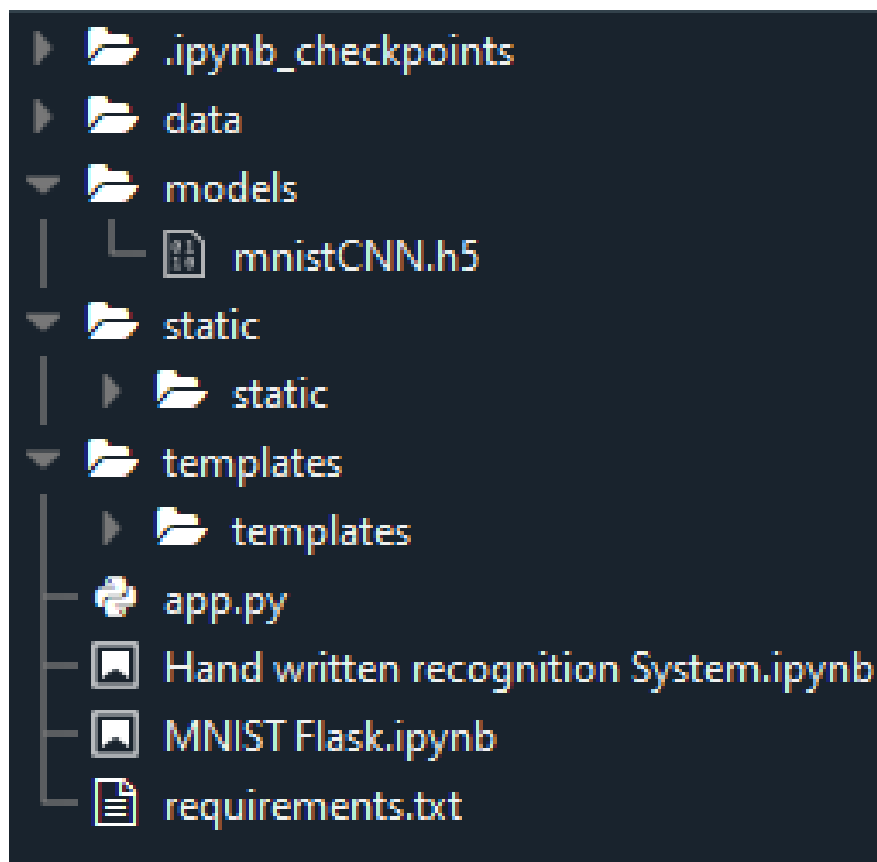 .ipynb_checkpoints
data
models
mnistCNN.h5
static
static
templates
templates
app.py
Hand written recognition System.ipynb
MNIST Flask.ipynb
requirements.txt